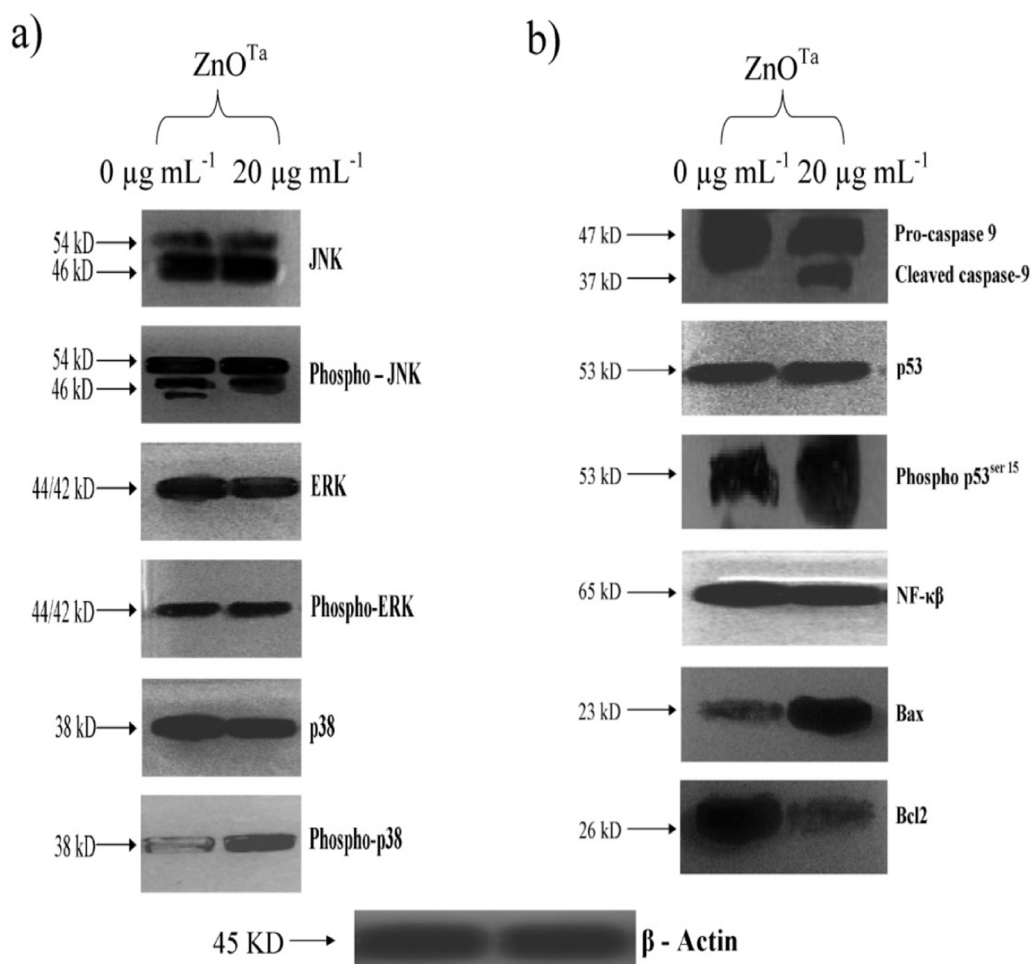 a)
ZnO^Ta
0 µg mL⁻¹ 20 µg mL⁻¹
54 kD
46 kD
JNK
54 kD
46 kD
Phospho – JNK
44/42 kD
ERK
44/42 kD
Phospho-ERK
38 kD
p38
38 kD
Phospho-p38
b)
ZnO^Ta
0 µg mL⁻¹ 20 µg mL⁻¹
47 kD
Pro-caspase 9
37 kD
Cleaved caspase-9
53 kD
p53
53 kD
Phospho p53^ser 15
65 kD
NF-κβ
23 kD
Bax
26 kD
Bcl2
45 KD
β - Actin